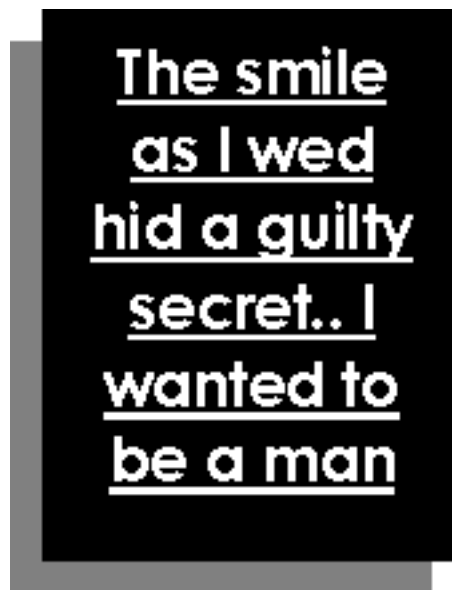 The smile
as I wed
hid a guilty
secret.. I
wanted to
be a man